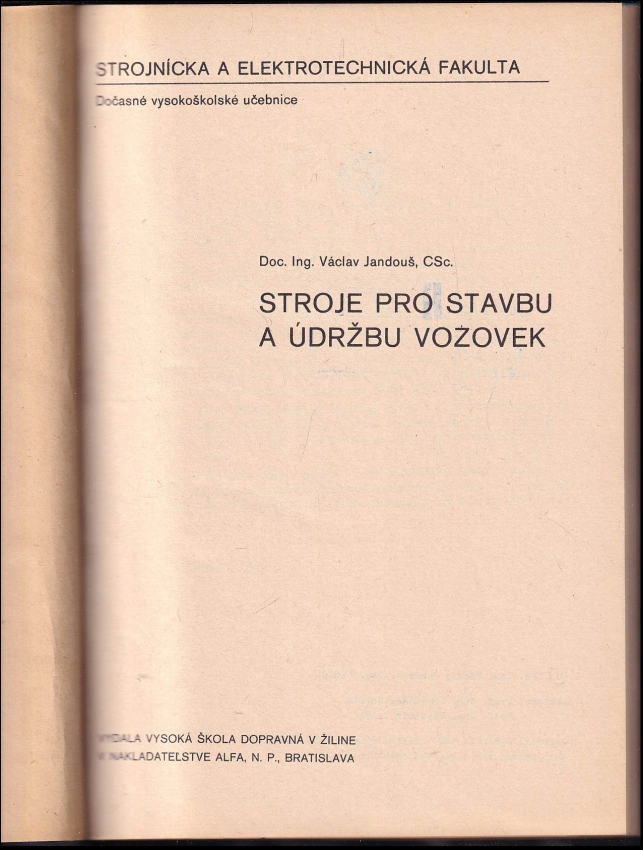 STROJNÍCKA A ELEKTROTECHNICKÁ FAKULTA
Dočasné vysokoškolské učebnice
Doc. Ing. Václav Jandouš, CSc.
STROJE PRO STAVBU
A ÚDRŽBU VOZOVEK
VYDALA VYSOKÁ ŠKOLA DOPRAVNÁ V ŽILINE
V NAKLADATEĽSTVE ALFA, N. P., BRATISLAVA